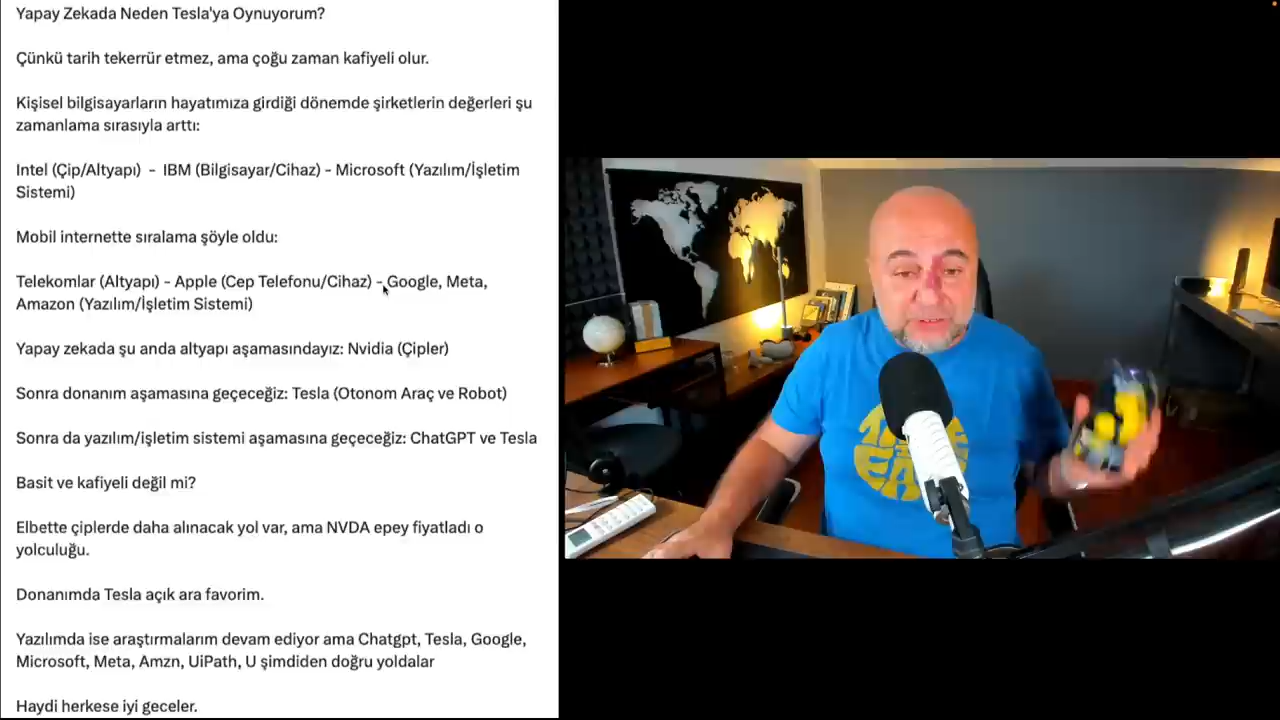 Yapay Zekada Neden Tesla'ya Oynuyorum?
Çünkü tarih tekerrür etmez, ama çoğu zaman kafiyeli olur.
Kişisel bilgisayarların hayatımıza girdiği dönemde şirketlerin değerleri şu
zamanlama sırasıyla arttı:
Intel (Çip/Altyapı) - IBM (Bilgisayar/Cihaz) - Microsoft (Yazılım/İşletim
Sistemi)
Mobil internette sıralama şöyle oldu:
Telekomlar (Altyapı) - Apple (Cep Telefonu/Cihaz) - Google, Meta,
Amazon (Yazılım/İşletim Sistemi)
Yapay zekada şu anda altyapı aşamasındayız: Nvidia (Çipler)
Sonra donanım aşamasına geçeceğiz: Tesla (Otonom Araç ve Robot)
Sonra da yazılım/işletim sistemi aşamasına geçeceğiz: ChatGPT ve Tesla
Basit ve kafiyeli değil mi?
Elbette çiplerde daha alınacak yol var, ama NVDA epey fiyatladı o
yolculuğu.
Donanımda Tesla açık ara favorim.
Yazılımda ise araştırmalarım devam ediyor ama Chatgpt, Tesla, Google,
Microsoft, Meta, Amzn, UiPath, U şimdiden doğru yoldalar
Haydi herkese iyi geceler.